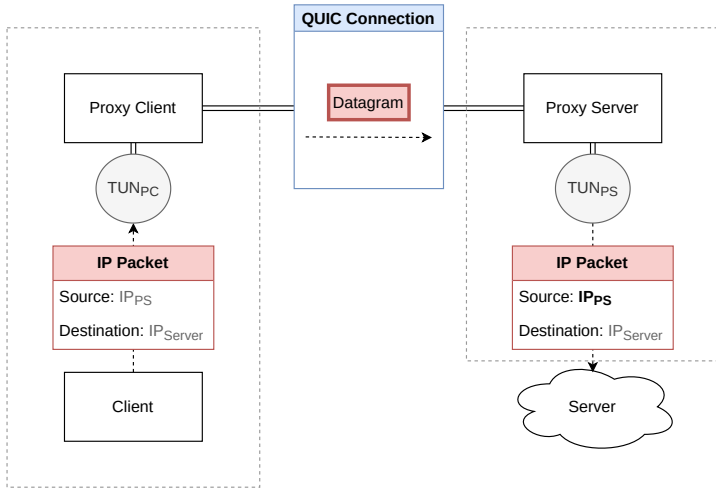 QUIC Connection
Proxy Client
Datagram
Proxy Server
TUNPC
TUNPS
IP Packet
Source: IPPS
Destination: IPServer
IP Packet
Source: IPPS
Destination: IPServer
Client
Server